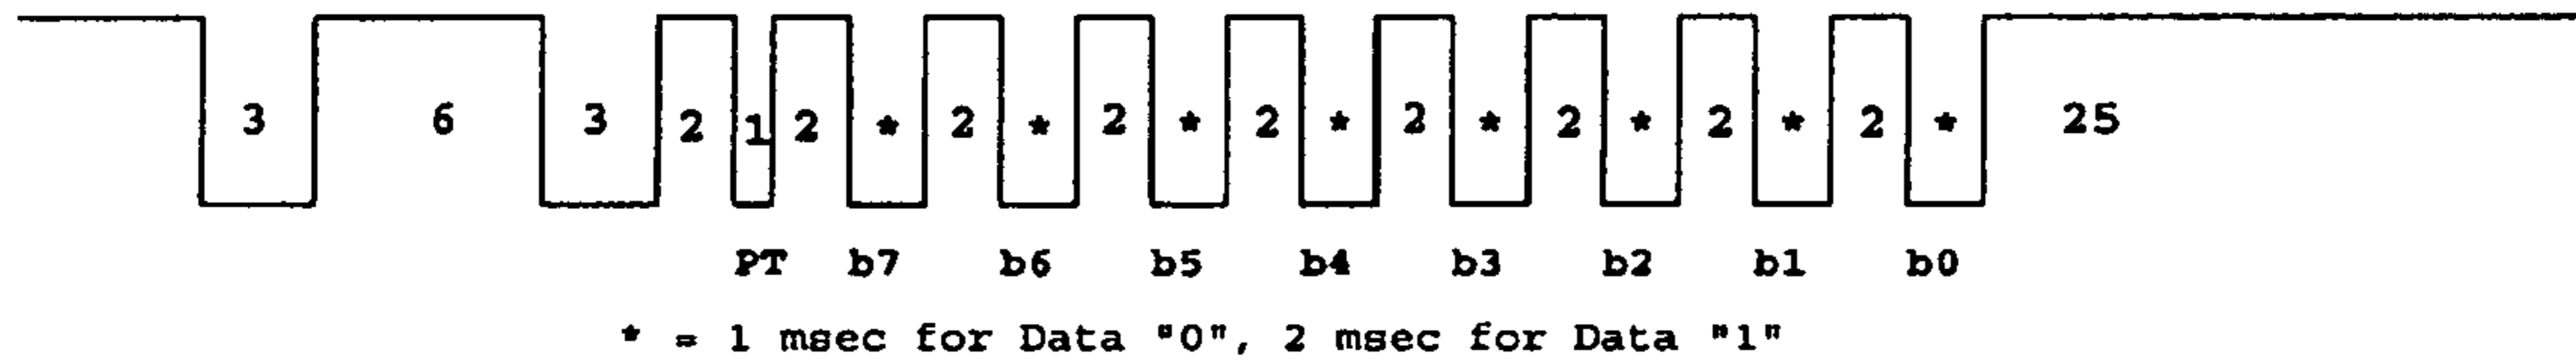 3 6 3 2 1 2 * 2 * 2 * 2 * 2 * 2 * 2 * 2 * 25
PT b7 b6 b5 b4 b3 b2 b1 b0
* = 1 msec for Data "0", 2 msec for Data "1"